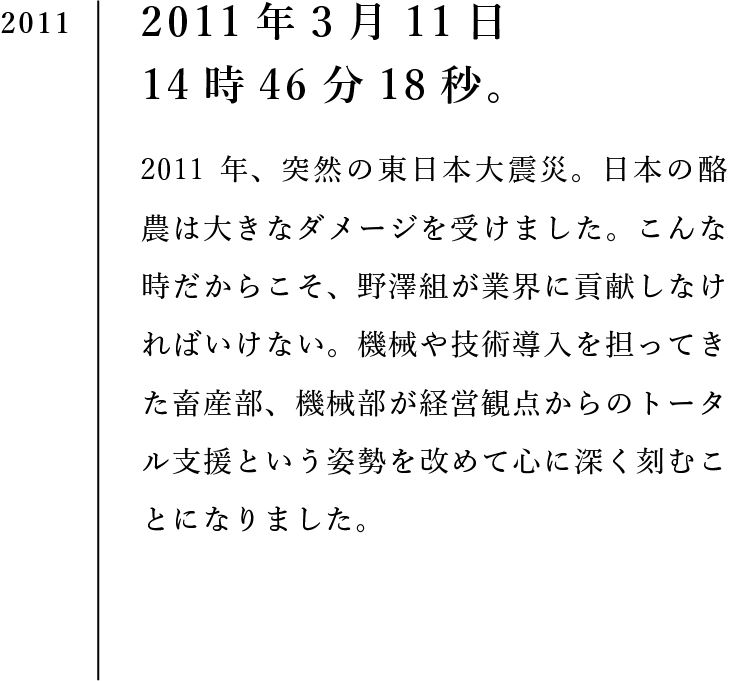 2011
2011 年 3 月 11 日
14 時 46 分 18 秒。
2011 年、突然の東日本大震災。日本の酪
農は大きなダメージを受けました。こんな
時だからこそ、野澤組が業界に貢献しなけ
ればいけない。機械や技術導入を担ってき
た畜産部、機械部が経営観点からのトータ
ル支援という姿勢を改めて心に深く刻むこ
とになりました。